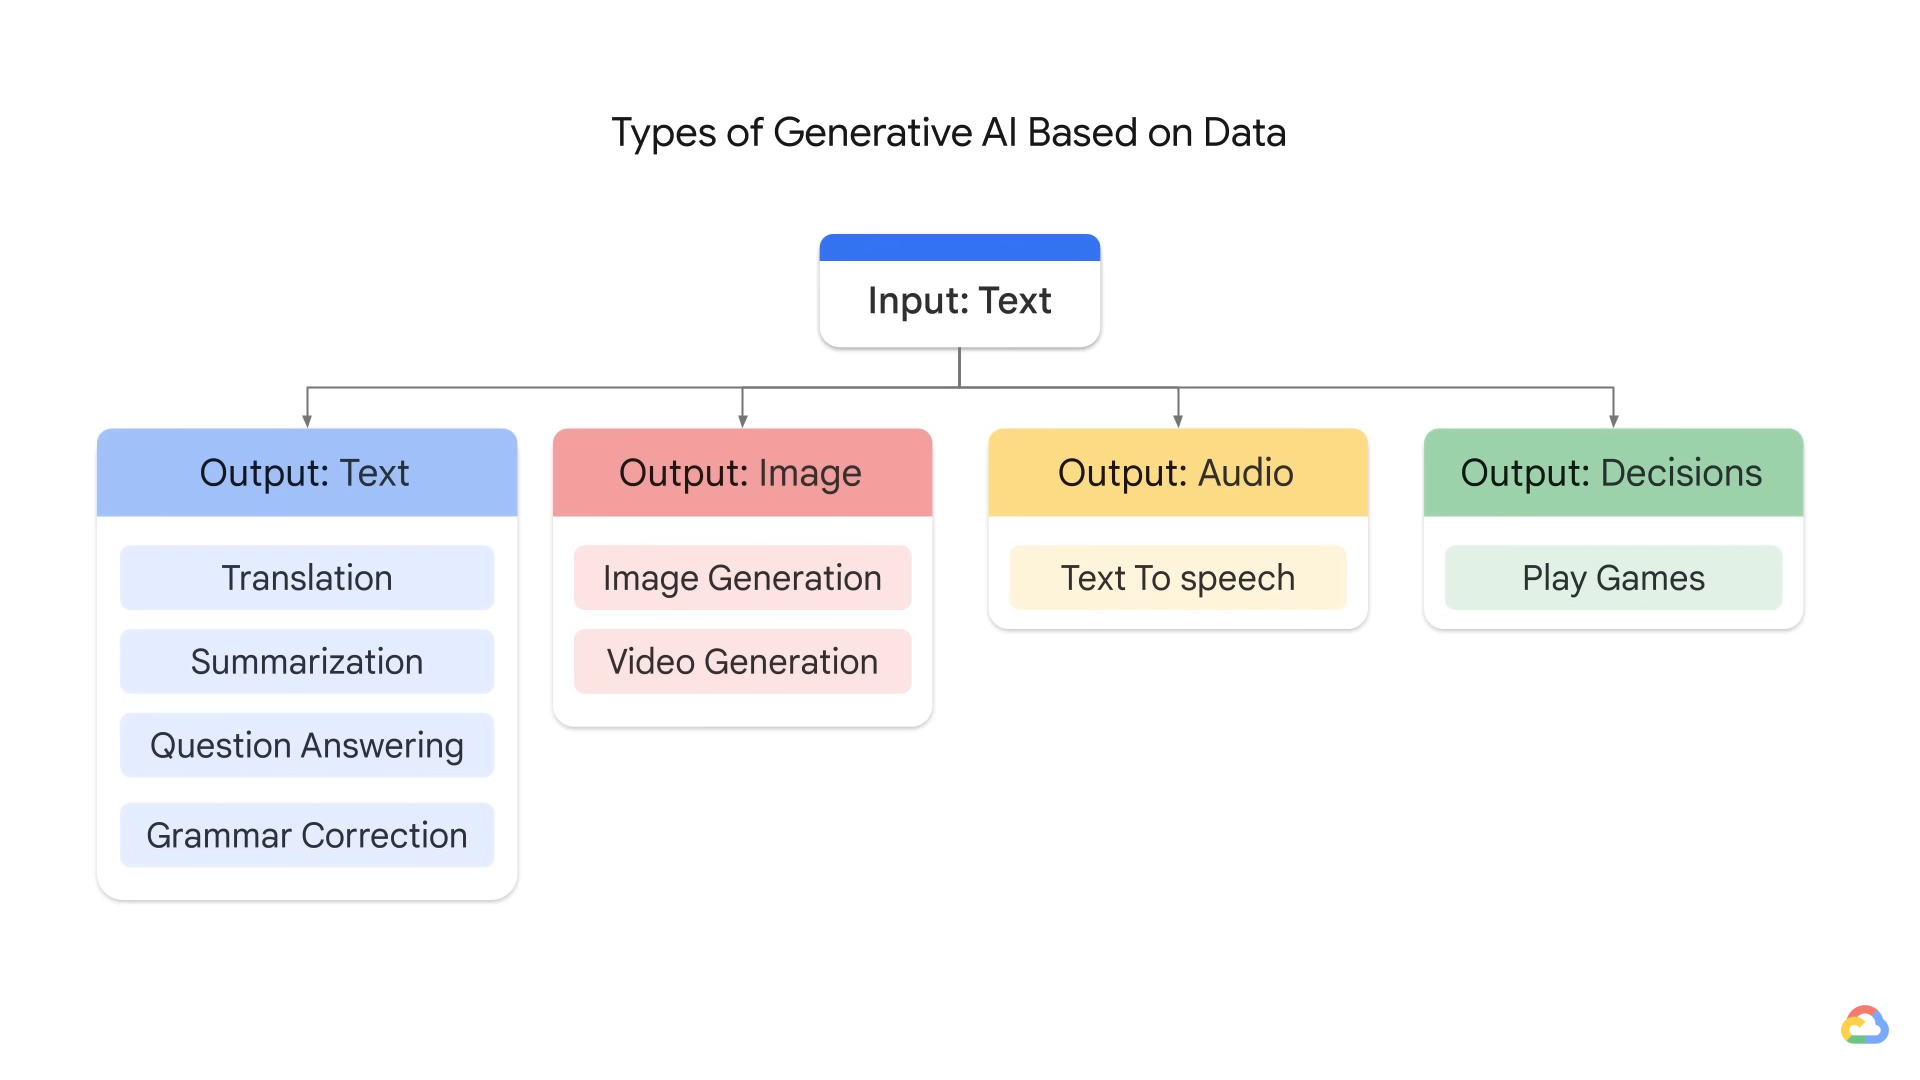 Types of Generative AI Based on Data
Input: Text
Output: Text
Translation
Summarization
Question Answering
Grammar Correction
Output: Image
Image Generation
Video Generation
Output: Audio
Text To speech
Output: Decisions
Play Games